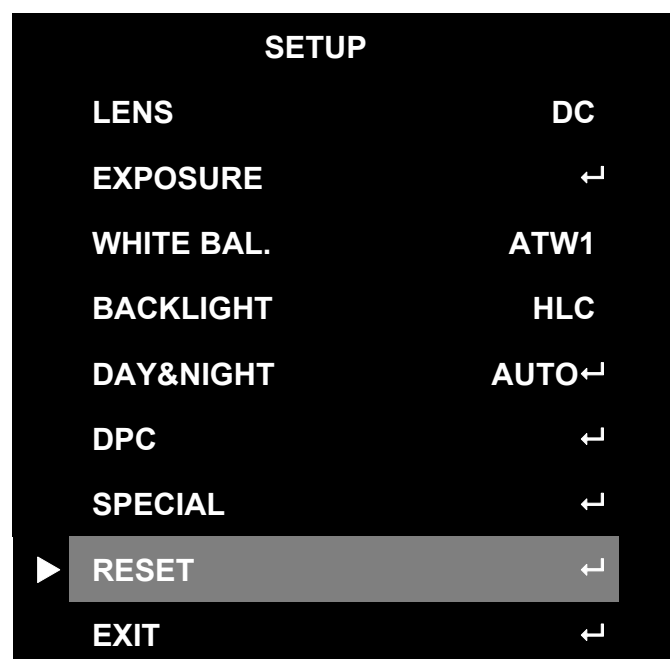 SETUP
LENS DC
EXPOSURE ↵
WHITE BAL. ATW1
BACKLIGHT HLC
DAY&NIGHT AUTO↵
DPC ↵
SPECIAL ↵
RESET ↵
EXIT ↵